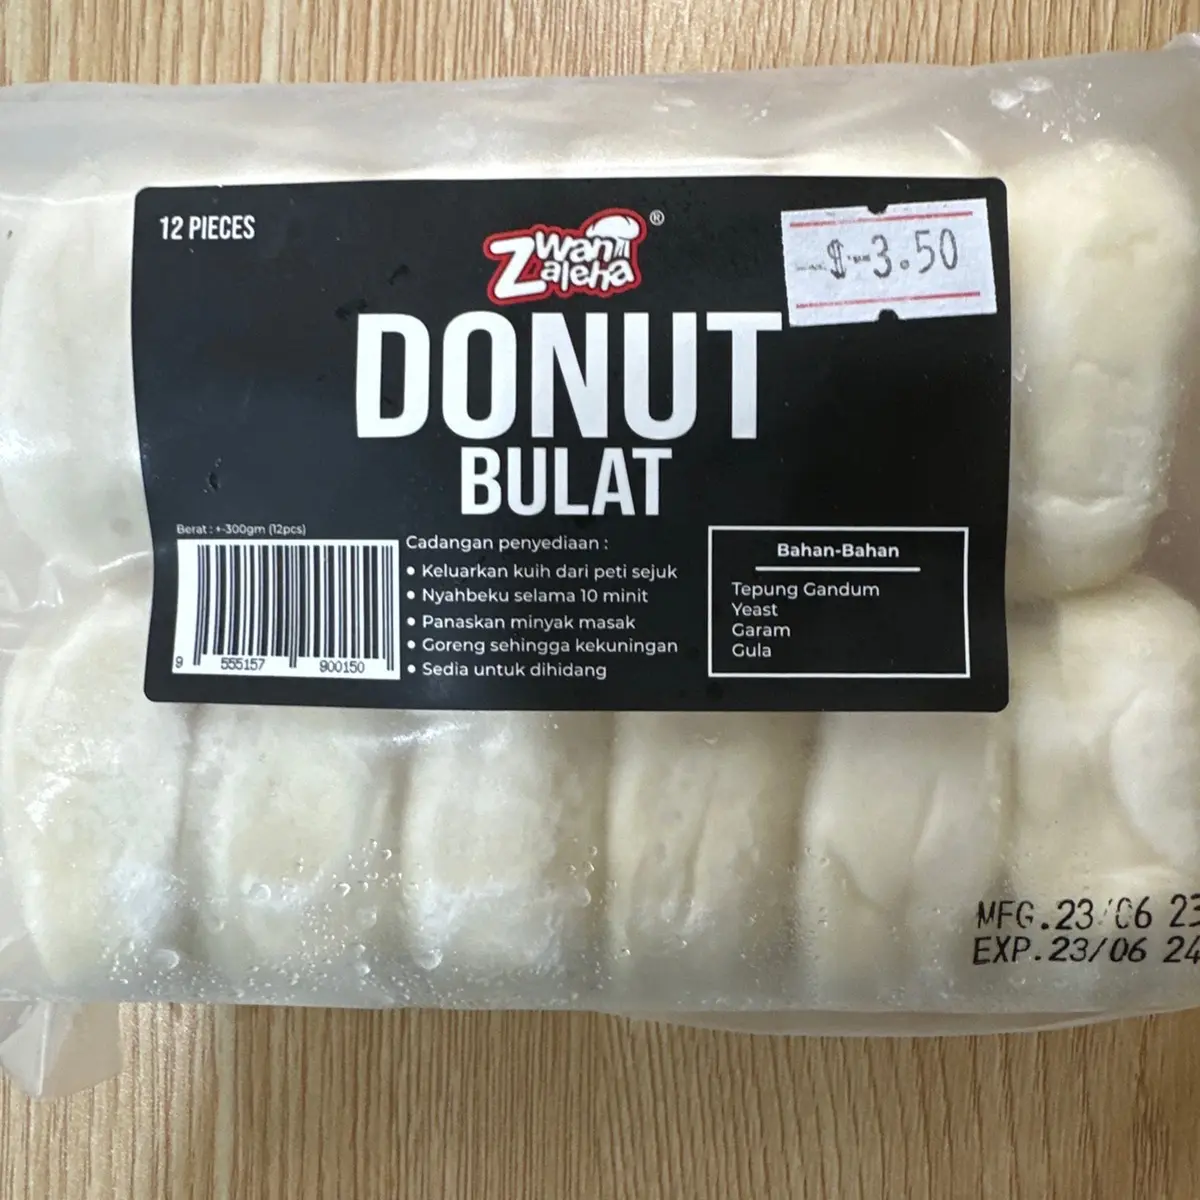 12 PIECES
Zwan Zaleha ®
$ 3.50
DONUT
BULAT
Berat : +-300gm (12pcs)
9 555157 900150
Cadangan penyediaan :
• Keluarkan kuih dari peti sejuk
• Nyahbeku selama 10 minit
• Panaskan minyak masak
• Goreng sehingga kekuningan
• Sedia untuk dihidang
Bahan-Bahan
Tepung Gandum
Yeast
Garam
Gula
MFG.23/06 23
EXP.23/06 24